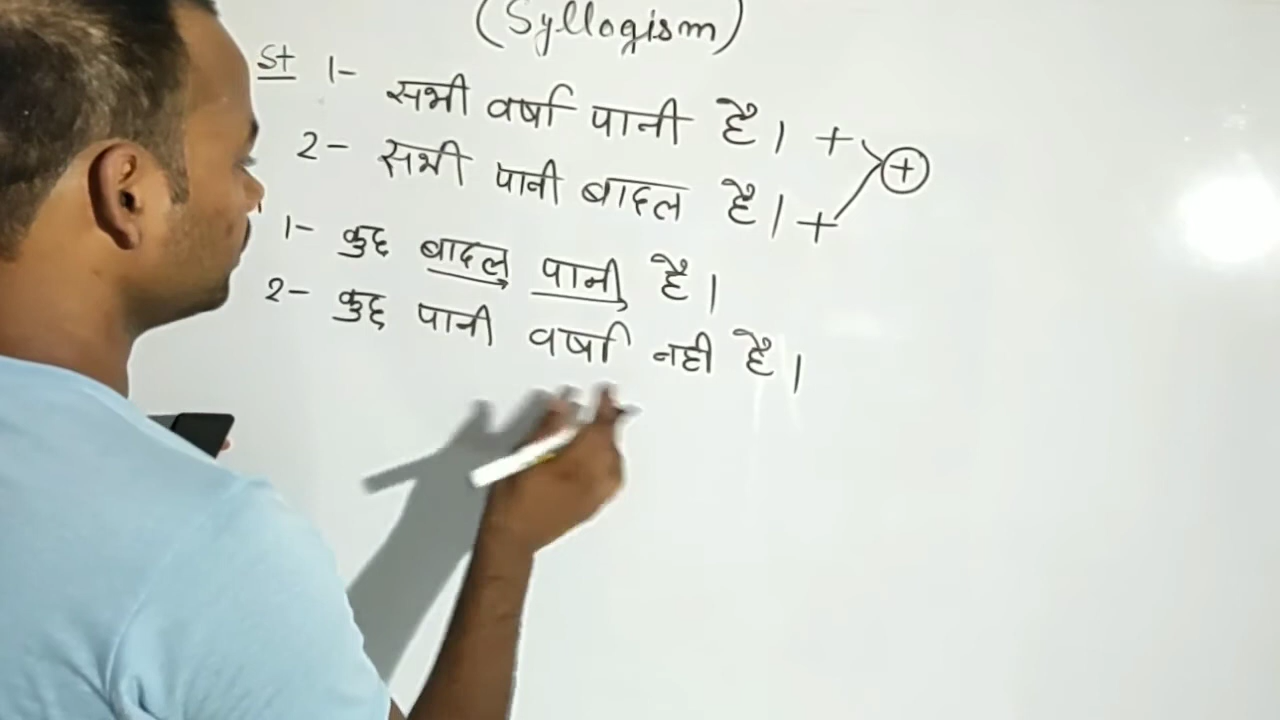 (Syllogism)
St 1- सभी वर्षा पानी है। +
2- सभी पानी बादल है। + +
1- कुछ बादल पानी है।
2- कुछ पानी वर्षा नही है।